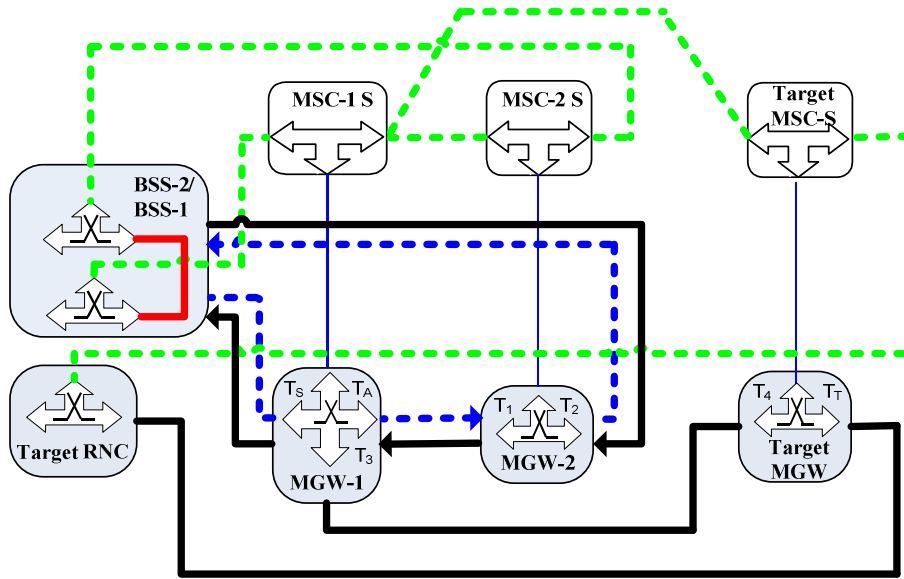 MSC-1 S
MSC-2 S
Target
MSC-S
BSS-2/
BSS-1
Target RNC
TS
TA
T3
MGW-1
T1
T2
MGW-2
T4
TT
Target
MGW